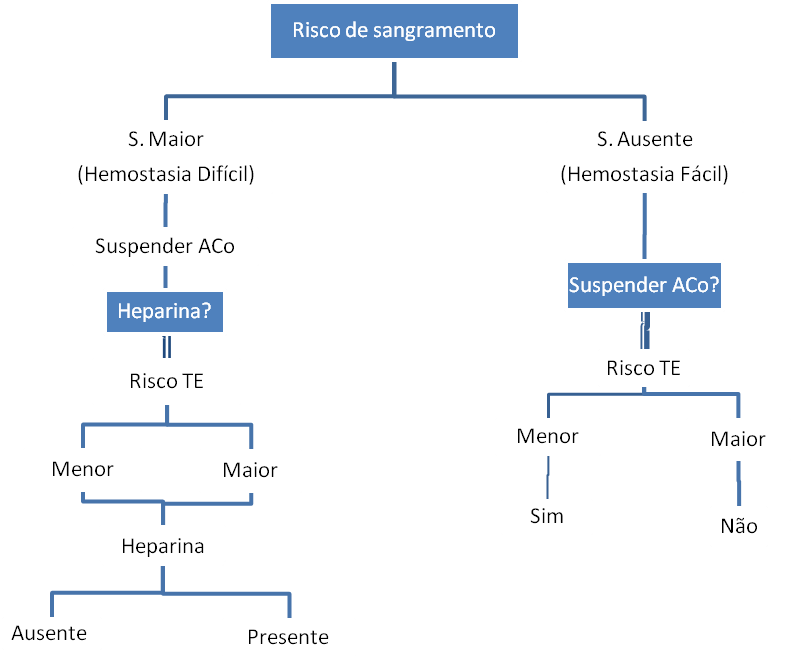 Risco de sangramento
S. Maior
(Hemostasia Difícil)
Suspender ACo
Heparina?
Risco TE
Menor
Maior
Heparina
Ausente
Presente
S. Ausente
(Hemostasia Fácil)
Suspender ACo?
Risco TE
Menor
Maior
Sim
Não